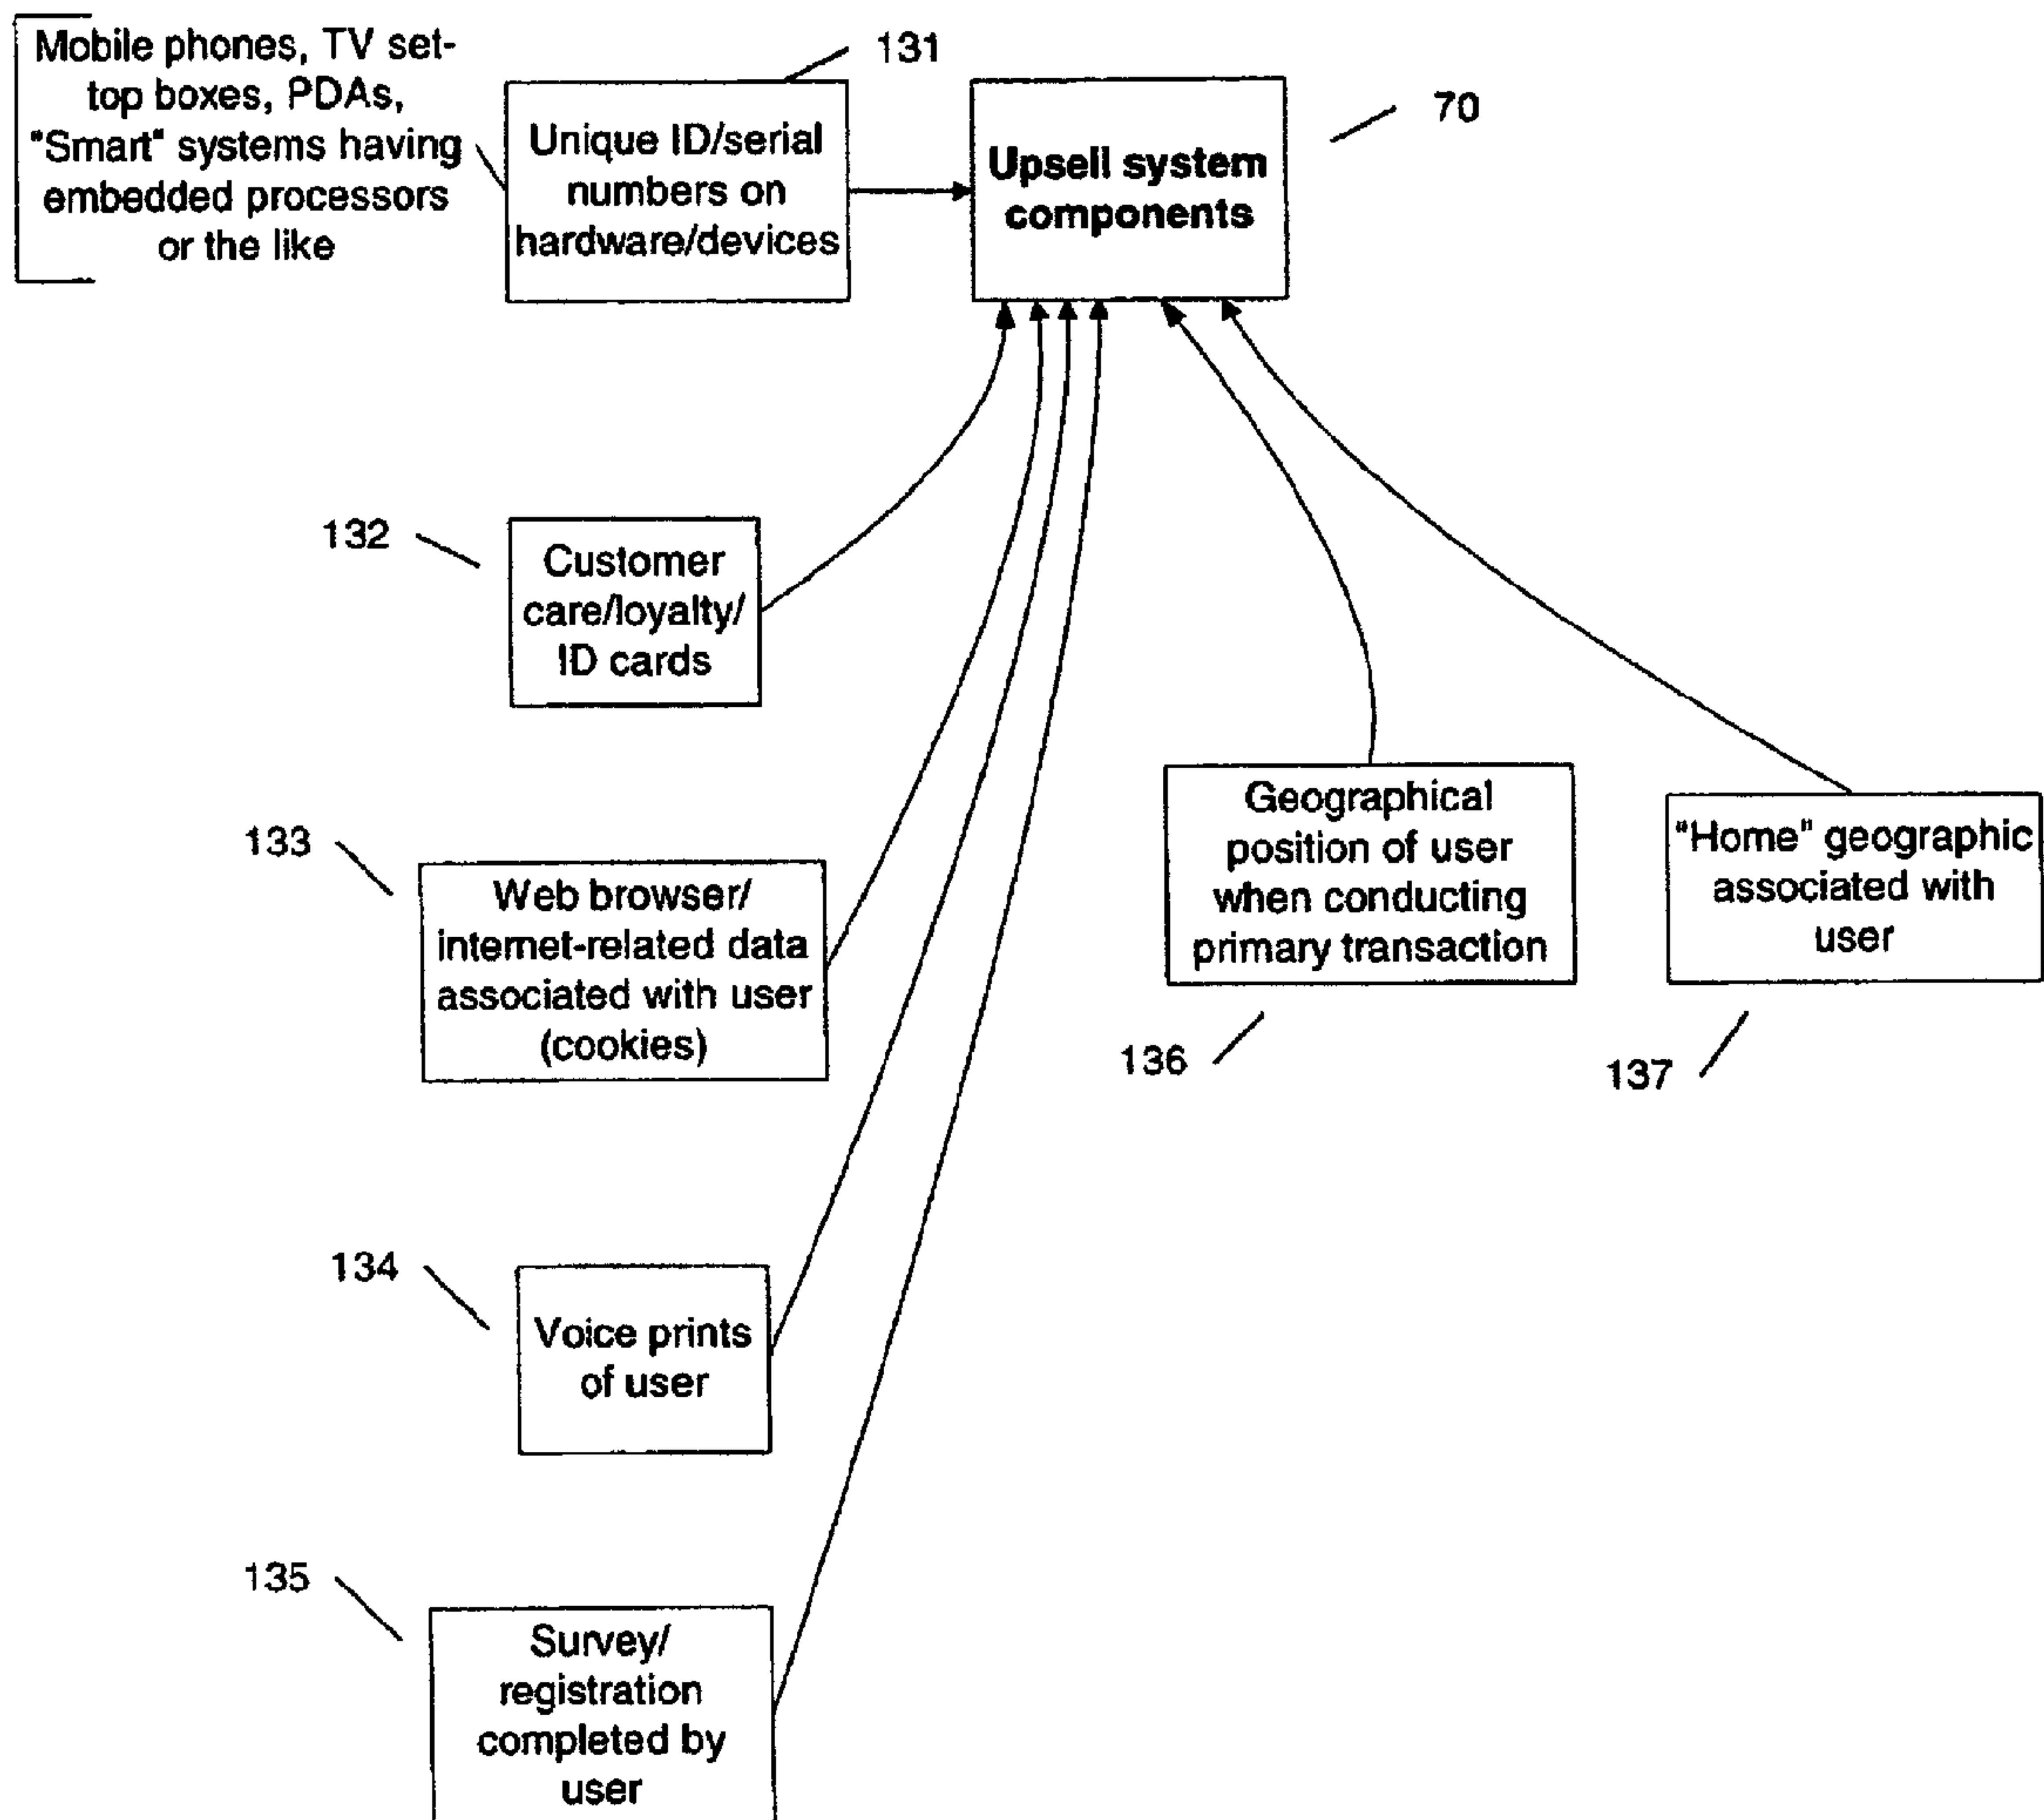 Mobile phones, TV set-
top boxes, PDAs,
"Smart" systems having
embedded processors
or the like
131
Unique ID/serial
numbers on
hardware/devices
Upsell system
components
70
132
Customer
care/loyalty/
ID cards
133
Web browser/
internet-related data
associated with user
(cookies)
Geographical
position of user
when conducting
primary transaction
136
"Home" geographic
associated with
user
137
134
Voice prints
of user
135
Survey/
registration
completed by
user